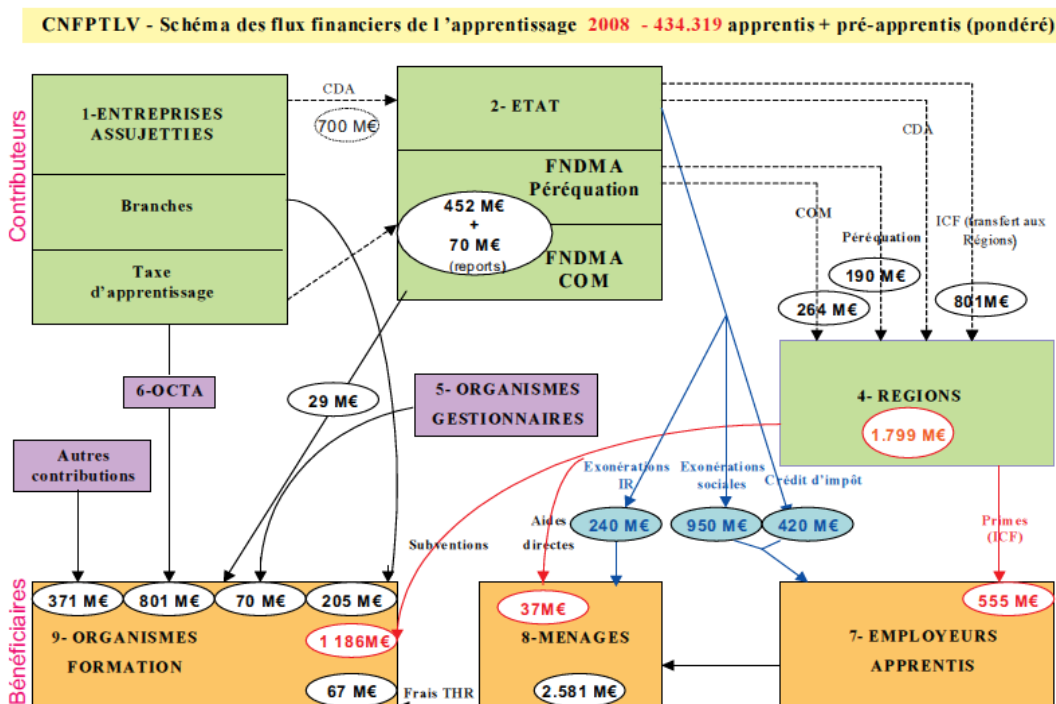 CNFPTLV - Schéma des flux financiers de l ’apprentissage 2008 - 434.319 apprentis + pré-apprentis (pondéré)
Contributeurs
1-ENTREPRISES
ASSUJETTIES
Branches
Taxe
d’apprentissage
CDA
700 M€
2- ETAT
FNDMA
Péréquation
452 M€
+
70 M€
(reports)
FNDMA
COM
CDA
COM
Péréquation
ICF (transfert aux
Régions)
190 M€
264 M€
801M€
6-OCTA
29 M€
5- ORGANISMES
GESTIONNAIRES
4- REGIONS
1.799 M€
Autres
contributions
Exonérations
IR
Exonérations
sociales
Crédit d’impôt
Aides
directes
240 M€
950 M€
420 M€
Primes
(ICF)
Subventions
Bénéficiaires
371 M€
801 M€
70 M€
205 M€
9- ORGANISMES
FORMATION
1 186M€
67 M€
Frais THR
37M€
8-MENAGES
2.581 M€
555 M€
7- EMPLOYEURS
APPRENTIS